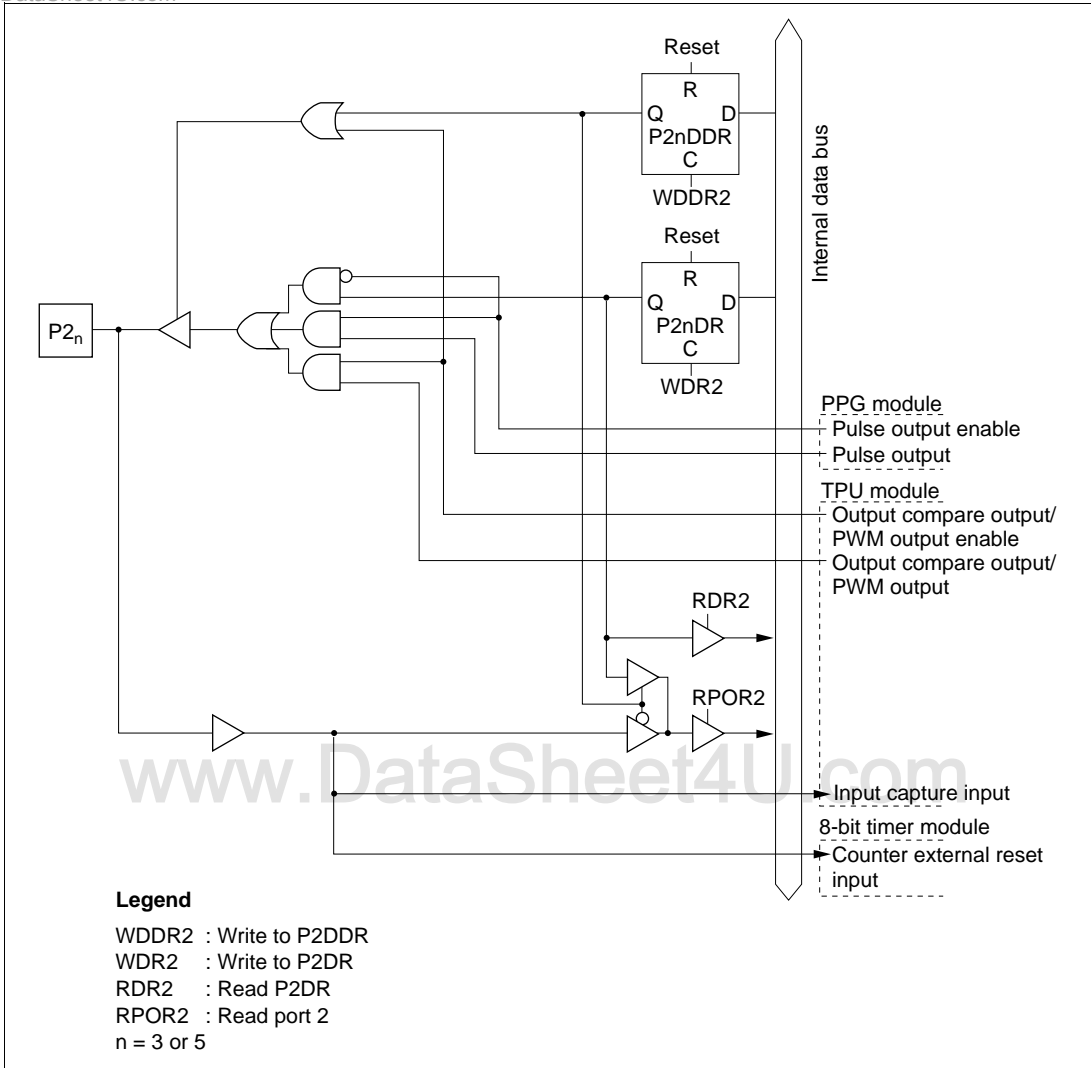 DataSheet4U.com
Reset
R
Q D
P2nDDR
C
WDDR2
Reset
R
Q D
P2nDR
C
WDR2
Internal data bus
P2n
PPG module
Pulse output enable
Pulse output
TPU module
Output compare output/
PWM output enable
Output compare output/
PWM output
RDR2
RPOR2
www.DataSheet4U.com
Input capture input
8-bit timer module
Counter external reset
input
Legend
WDDR2 : Write to P2DDR
WDR2 : Write to P2DR
RDR2 : Read P2DR
RPOR2 : Read port 2
n = 3 or 5